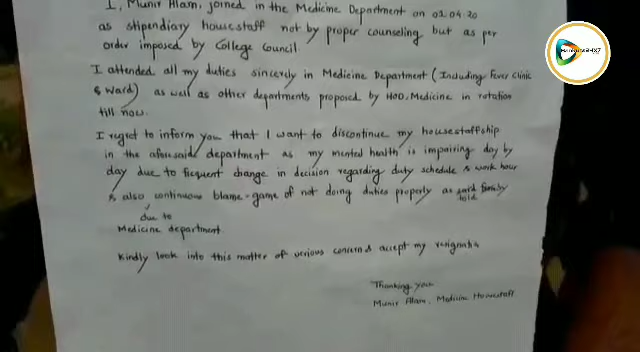 I, Munir Alam, joined in the Medicine Department on 01.04.20
as stipendiary housestaff not by proper counseling but as per
order imposed by College Council.
I attended all my duties sincerely in Medicine Department (Including Fever Clinic
& Ward) as well as other departments proposed by HOD. Medicine in rotation
till now.
I regret to inform you that I want to discontinue my housestaffship
in the aforesaide department as my mental health is impairing day by
day due to frequent change in decision regarding duty schedule & work hour
& also continuous blame-game of not doing duties properly as
told
due to
Medicine department.
Kindly look into this matter of verious concern & accept my resignatio
Thanking you
Munir Alam, Medicine Housestaff